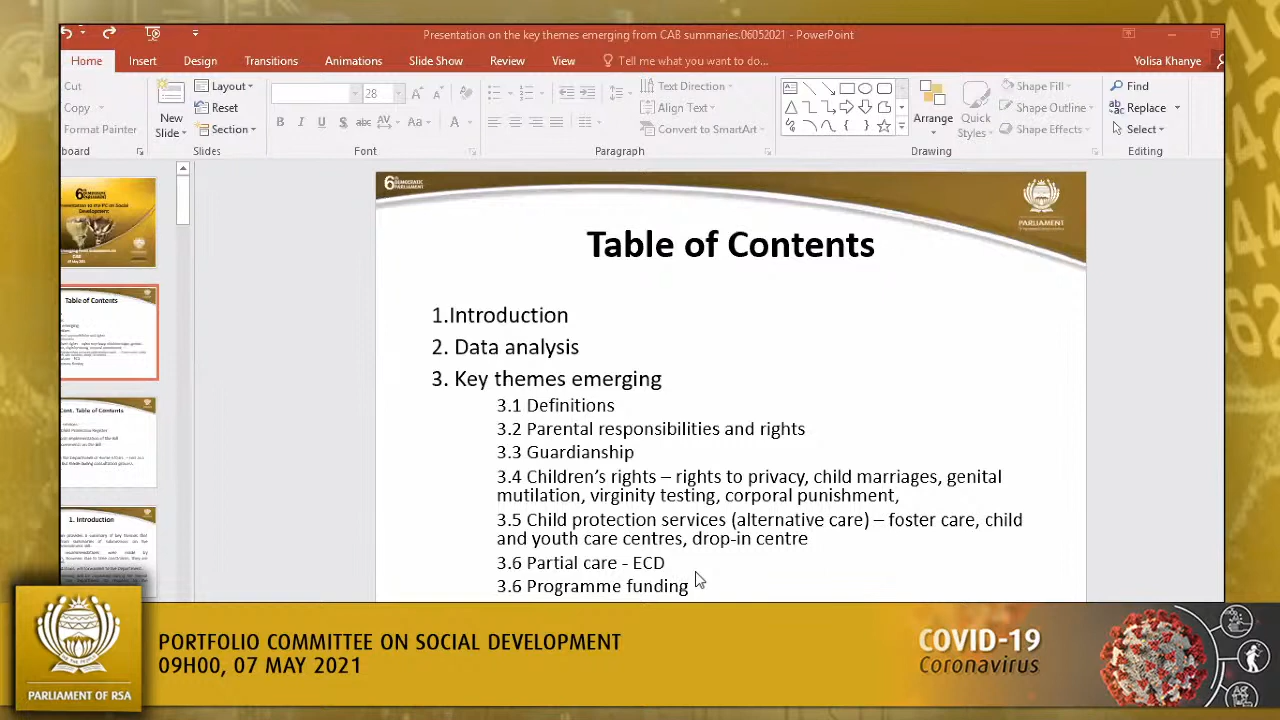 Presentation on the key themes emerging from CAB summaries.06052021 - PowerPoint
Home Insert Design Transitions Animations Slide Show Review View Tell me what you want to do... Yolisa Khanye
Cut
Copy
Format Painter
board
New
Slide
Layout
Reset
Section
Slides
28
Font
Text Direction
Align Text
Convert to SmartArt
Paragraph
Arrange
Quick
Styles
Shape Fill
Shape Outline
Shape Effects
Drawing
Find
Replace
Select
Editing
Table of Contents
Cont. Table of Contents
1. Introduction
6TH DEMOCRATIC
PARLIAMENT
PARLIAMENT
Table of Contents
1.Introduction
2. Data analysis
3. Key themes emerging
3.1 Definitions
3.2 Parental responsibilities and rights
3.3 Guardianship
3.4 Children's rights – rights to privacy, child marriages, genital
mutilation, virginity testing, corporal punishment,
3.5 Child protection services (alternative care) – foster care, child
and youth care centres, drop-in centre
3.6 Partial care - ECD
3.6 Programme funding
PARLIAMENT OF RSA
PORTFOLIO COMMITTEE ON SOCIAL DEVELOPMENT
09H00, 07 MAY 2021
COVID-19
Coronavirus